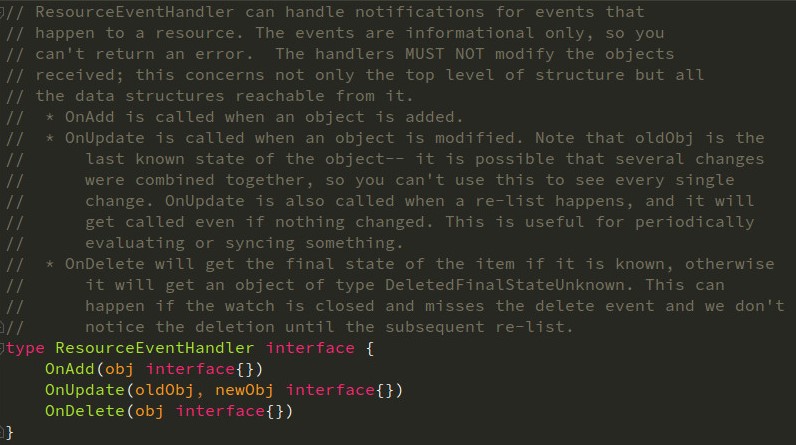 // ResourceEventHandler can handle notifications for events that
// happen to a resource. The events are informational only, so you
// can't return an error.  The handlers MUST NOT modify the objects
// received; this concerns not only the top level of structure but all
// the data structures reachable from it.
//  * OnAdd is called when an object is added.
//  * OnUpdate is called when an object is modified. Note that oldObj is the
//      last known state of the object-- it is possible that several changes
//      were combined together, so you can't use this to see every single
//      change. OnUpdate is also called when a re-list happens, and it will
//      get called even if nothing changed. This is useful for periodically
//      evaluating or syncing something.
//  * OnDelete will get the final state of the item if it is known, otherwise
//      it will get an object of type DeletedFinalStateUnknown. This can
//      happen if the watch is closed and misses the delete event and we don't
//      notice the deletion until the subsequent re-list.
type ResourceEventHandler interface {
    OnAdd(obj interface{})
    OnUpdate(oldObj, newObj interface{})
    OnDelete(obj interface{})
}